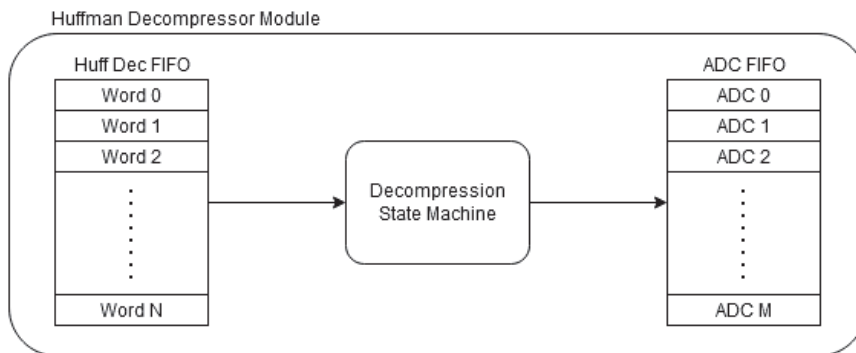 Huffman Decompressor Module
Huff Dec FIFO
Word 0
Word 1
Word 2
Word N
Decompression
State Machine
ADC FIFO
ADC 0
ADC 1
ADC 2
ADC M